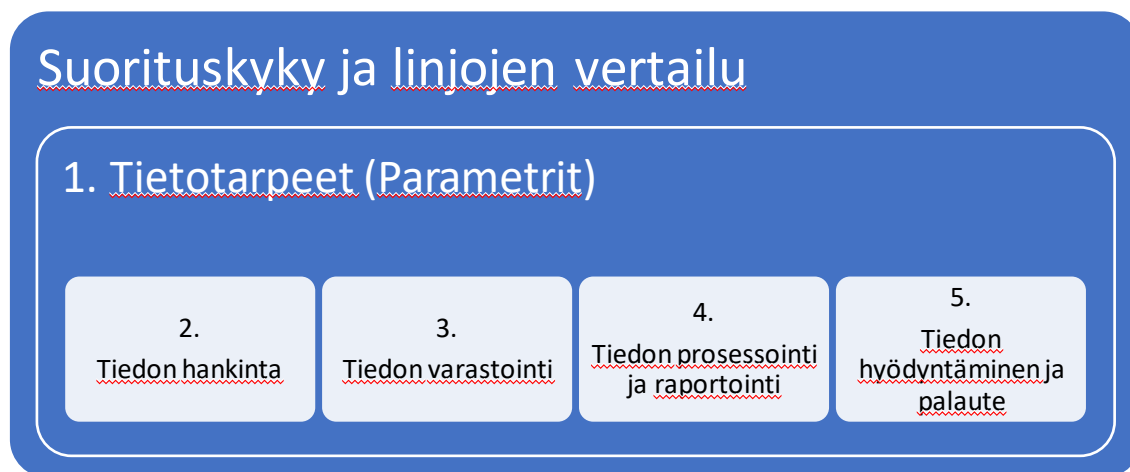 Suorituskyky ja linjojen vertailu
1. Tietotarpeet (Parametrit)
2.
Tiedon hankinta
3.
Tiedon varastointi
4.
Tiedon prosessointi
ja raportointi
5.
Tiedon
hyödyntäminen ja
palaute